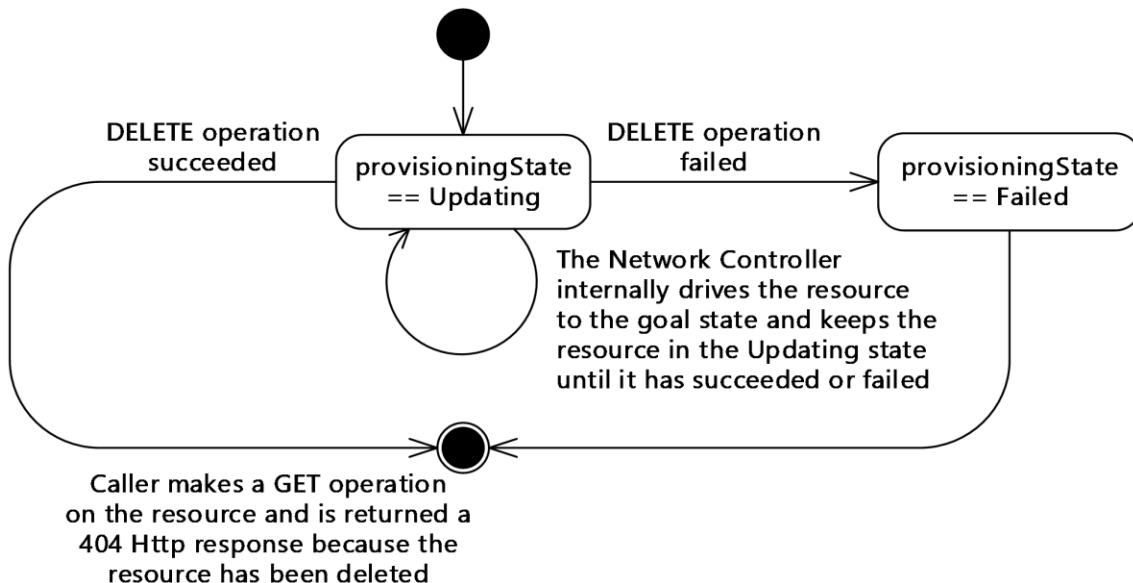 DELETE operation
succeeded
provisioningState
== Updating
DELETE operation
failed
provisioningState
== Failed
The Network Controller
internally drives the resource
to the goal state and keeps the
resource in the Updating state
until it has succeeded or failed
Caller makes a GET operation
on the resource and is returned a
404 Http response because the
resource has been deleted